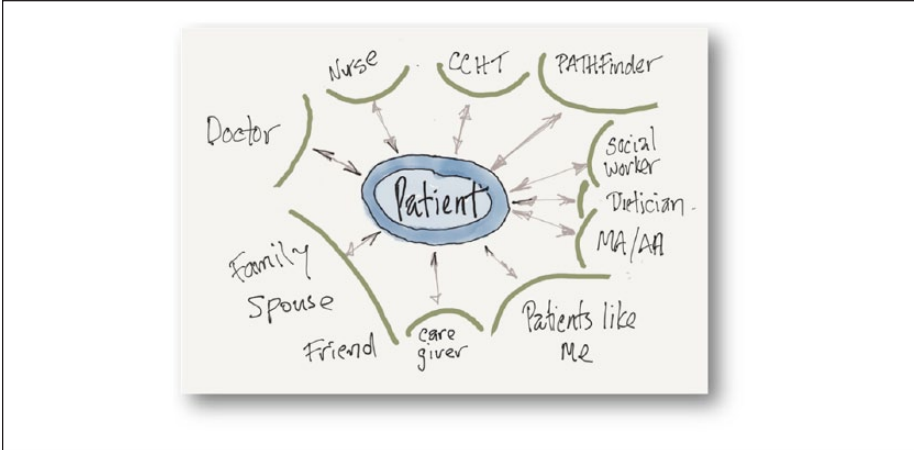 Nurse
CCHT
PATHFinder
Doctor
Social
worker
Patient
Dietician
MA/AA
Family
Spouse
Friend
care
giver
Patients like
Me